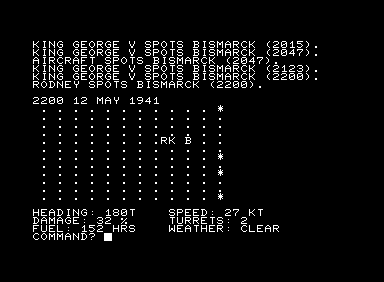 KING GEORGE V SPOTS BISMARCK (2015).
KING GEORGE V SPOTS BISMARCK (2047).
AIRCRAFT SPOTS BISMARCK (2047).
KING GEORGE V SPOTS BISMARCK (2123).
KING GEORGE V SPOTS BISMARCK (2200).
RODNEY SPOTS BISMARCK (2200).
2200 12 MAY 1941
. . . . . . . . . . . *
. . . . . . . . . . . .
. . . . . . . . . . . .
. . . . . . . . . . . .
RK B
. . . . . . . . . . . .
. . . . . . . . . . . *
. . . . . . . . . . . .
. . . . . . . . . . . *
. . . . . . . . . . . .
. . . . . . . . . . . .
. . . . . . . . . . . *
HEADING: 180T SPEED: 27 KT
DAMAGE: 32 % TURRETS: 2
FUEL: 152 HRS WEATHER: CLEAR
COMMAND?